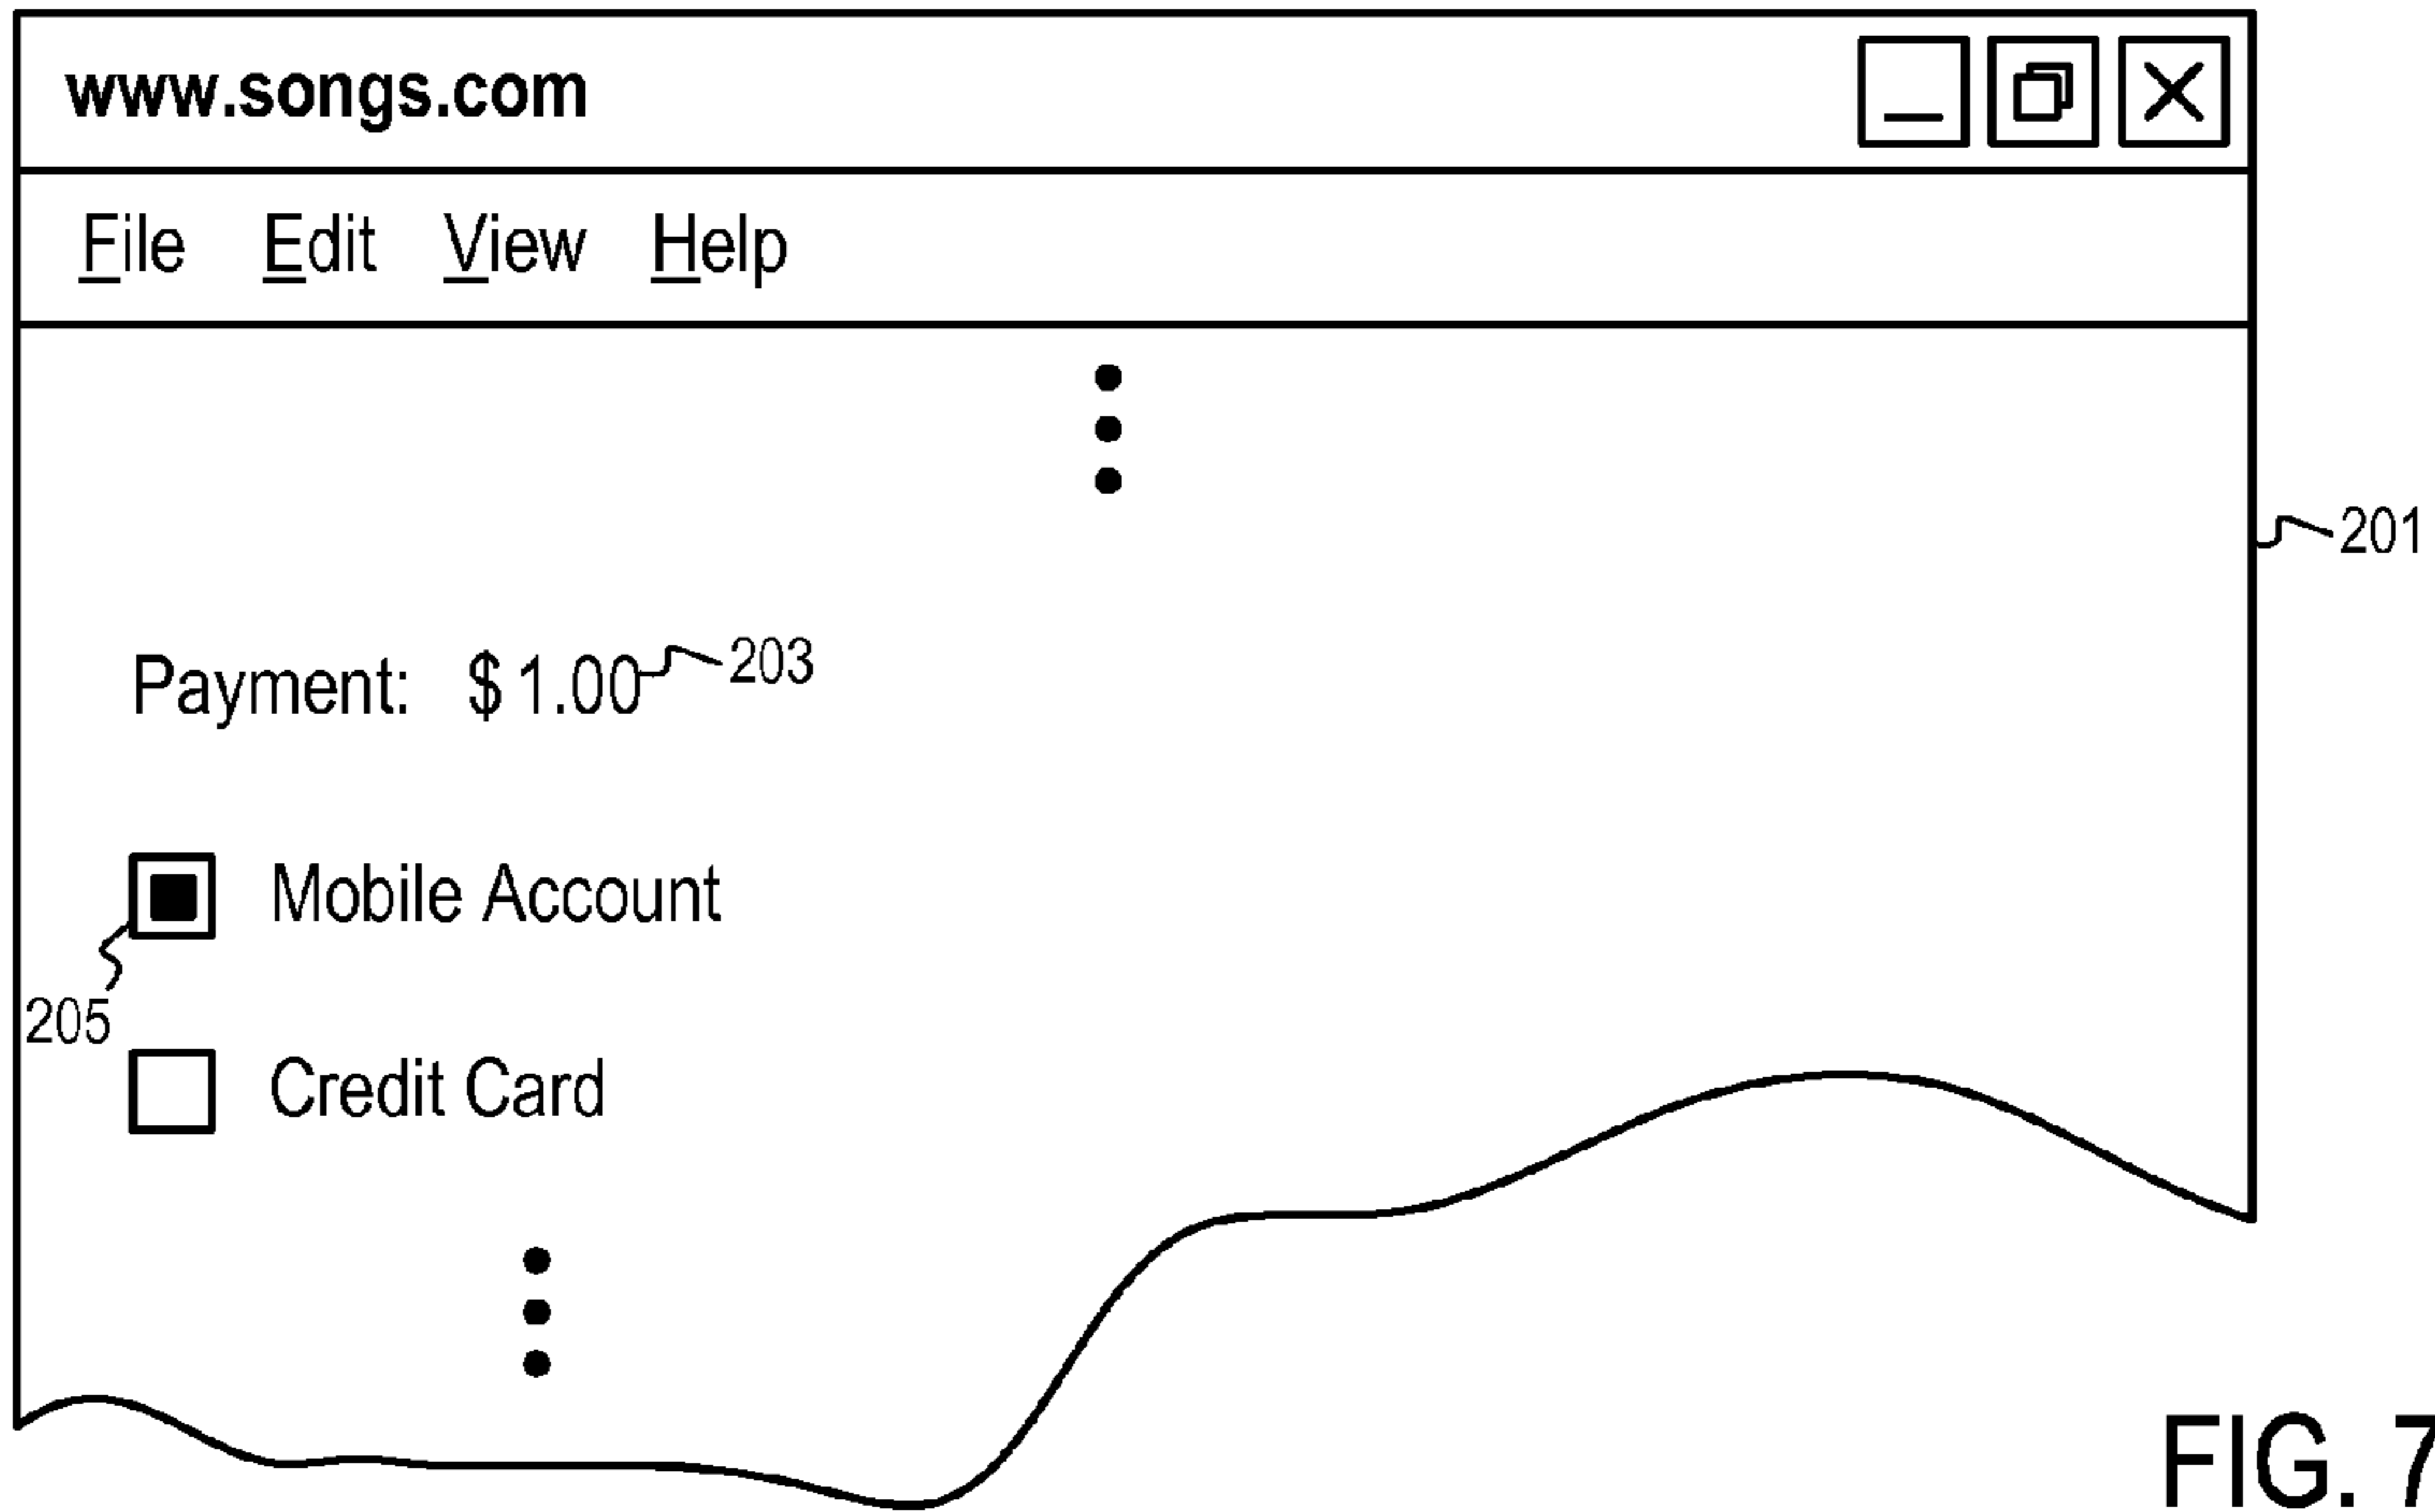 www.songs.com
File Edit View Help
201
Payment: $1.00 203
Mobile Account
205
Credit Card
FIG. 7